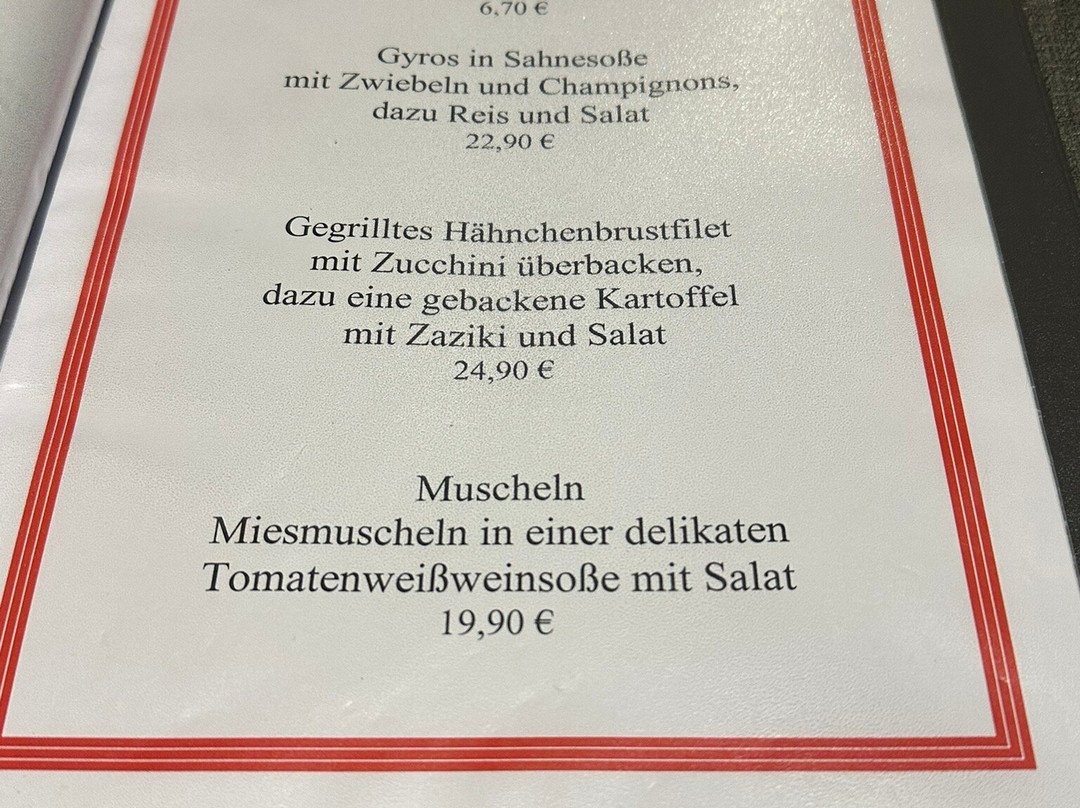 6,70 €
Gyros in Sahnesoße
mit Zwiebeln und Champignons,
dazu Reis und Salat
22,90 €
Gegrilltes Hähnchenbrustfilet
mit Zucchini überbacken,
dazu eine gebackene Kartoffel
mit Zaziki und Salat
24,90 €
Muscheln
Miesmuscheln in einer delikaten
Tomatenweißweinsoße mit Salat
19,90 €